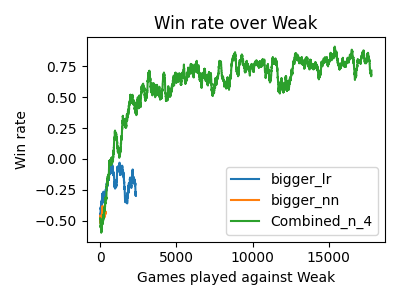 Win rate over Weak
Win rate
0.75
0.50
0.25
0.00
−0.25
−0.50
0
5000
10000
15000
Games played against Weak
bigger_lr
bigger_nn
Combined_n_4